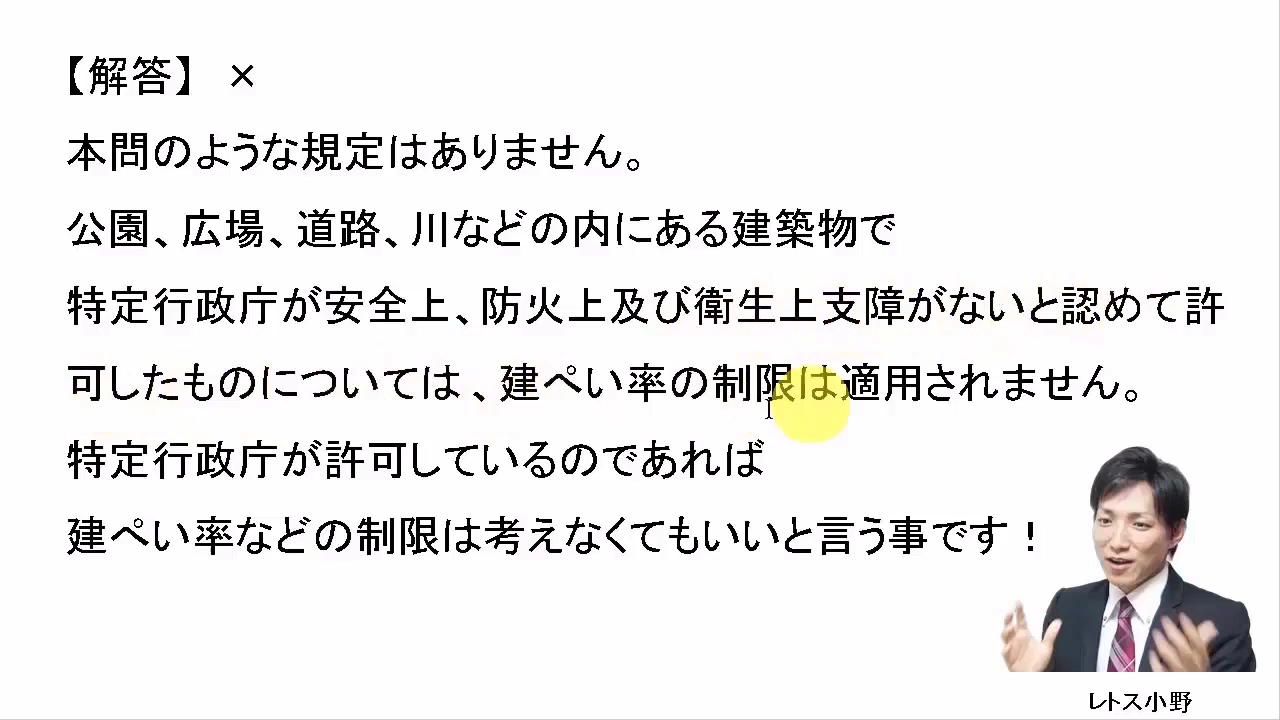 【解答】 ×
本問のような規定はありません。
公園、広場、道路、川などの内にある建築物で
特定行政庁が安全上、防火上及び衛生上支障がないと認めて許
可したものについては、建ぺい率の制限は適用されません。
特定行政庁が許可しているのであれば
建ぺい率などの制限は考えなくてもいいと言う事です！
レトス小野